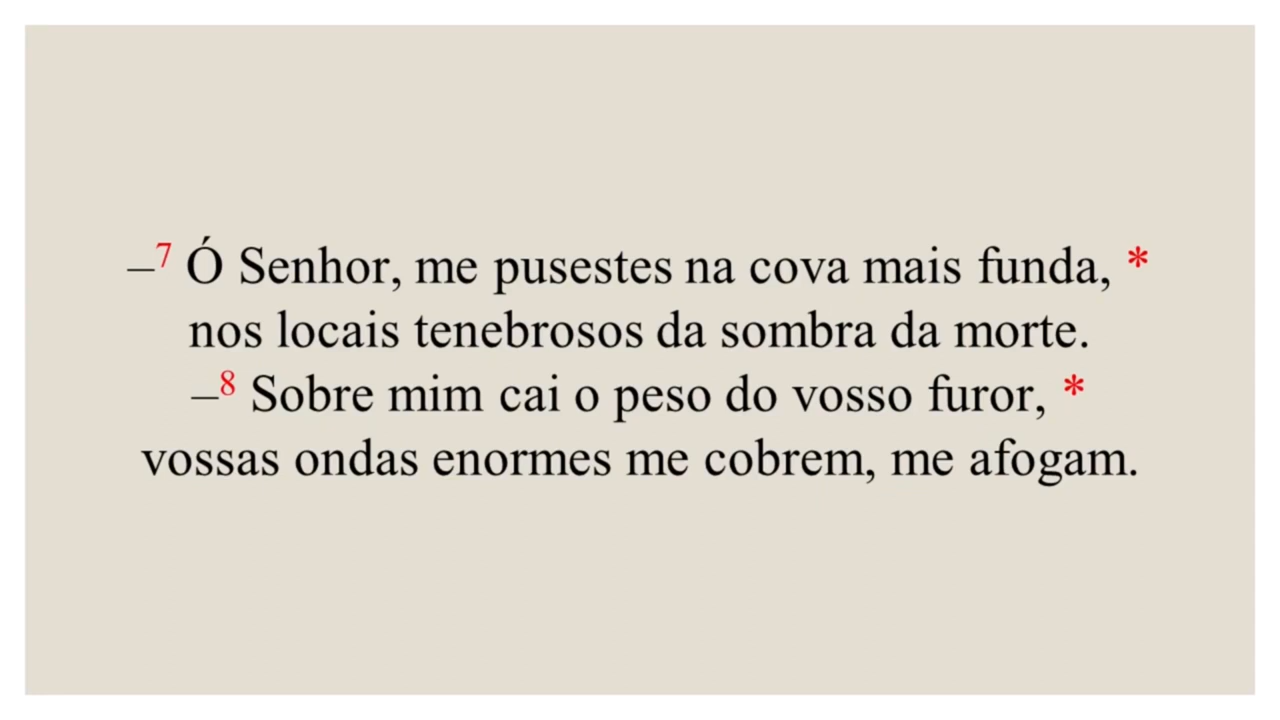 –⁷ Ó Senhor, me pusestes na cova mais funda, *
nos locais tenebrosos da sombra da morte.
–⁸ Sobre mim cai o peso do vosso furor, *
vossas ondas enormes me cobrem, me afogam.